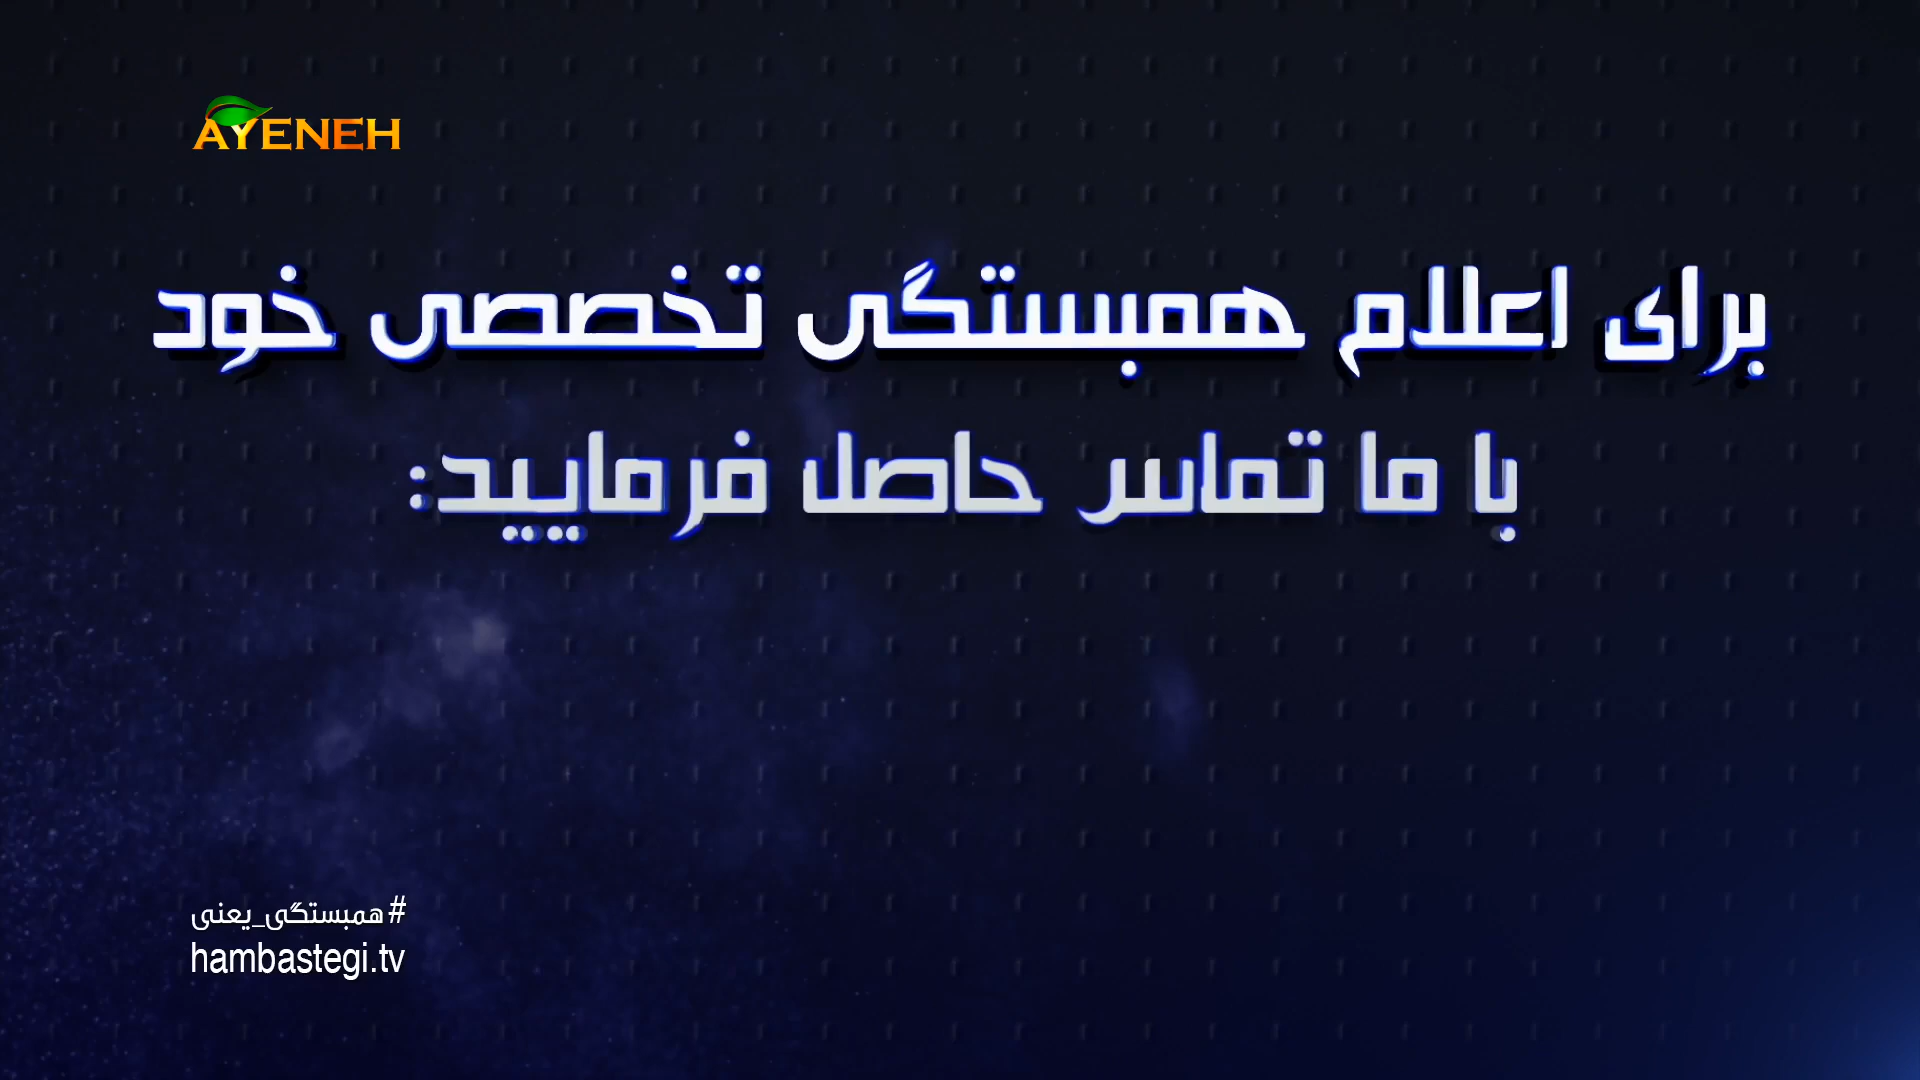 AYENEH
برای اعلام همبستگی تخصصی خود
با ما تماس حاصل فرمایید:
#همبستگی_یعنی
hambastegi.tv